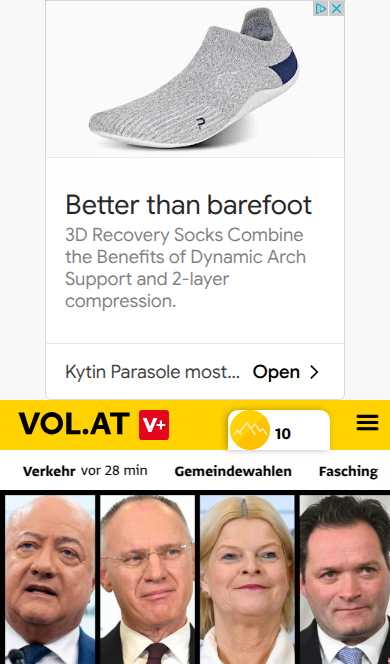 Better than barefoot
3D Recovery Socks Combine
the Benefits of Dynamic Arch
Support and 2-layer
compression.
Kytin Parasole most... Open
VOL.AT V+ 10
Verkehr vor 28 min Gemeindewahlen Fasching